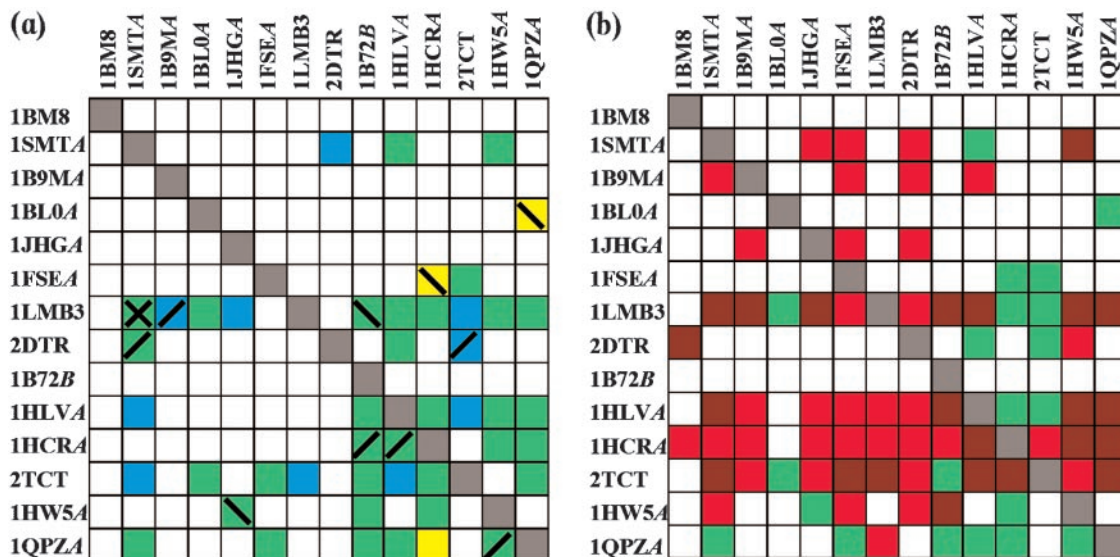 (a)
1BM8 1SMTA 1B9MA 1BL0A 1JHGA 1FSEA 1LMB3 2DTR 1B72B 1HLVA 1HCRA 2TCT 1HW5A 1QPZA
1BM8
1SMTA
1B9MA
1BL0A
1JHGA
1FSEA
1LMB3
2DTR
1B72B
1HLVA
1HCRA
2TCT
1HW5A
1QPZA
(b)
1BM8 1SMTA 1B9MA 1BL0A 1JHGA 1FSEA 1LMB3 2DTR 1B72B 1HLVA 1HCRA 2TCT 1HW5A 1QPZA
1BM8
1SMTA
1B9MA
1BL0A
1JHGA
1FSEA
1LMB3
2DTR
1B72B
1HLVA
1HCRA
2TCT
1HW5A
1QPZA